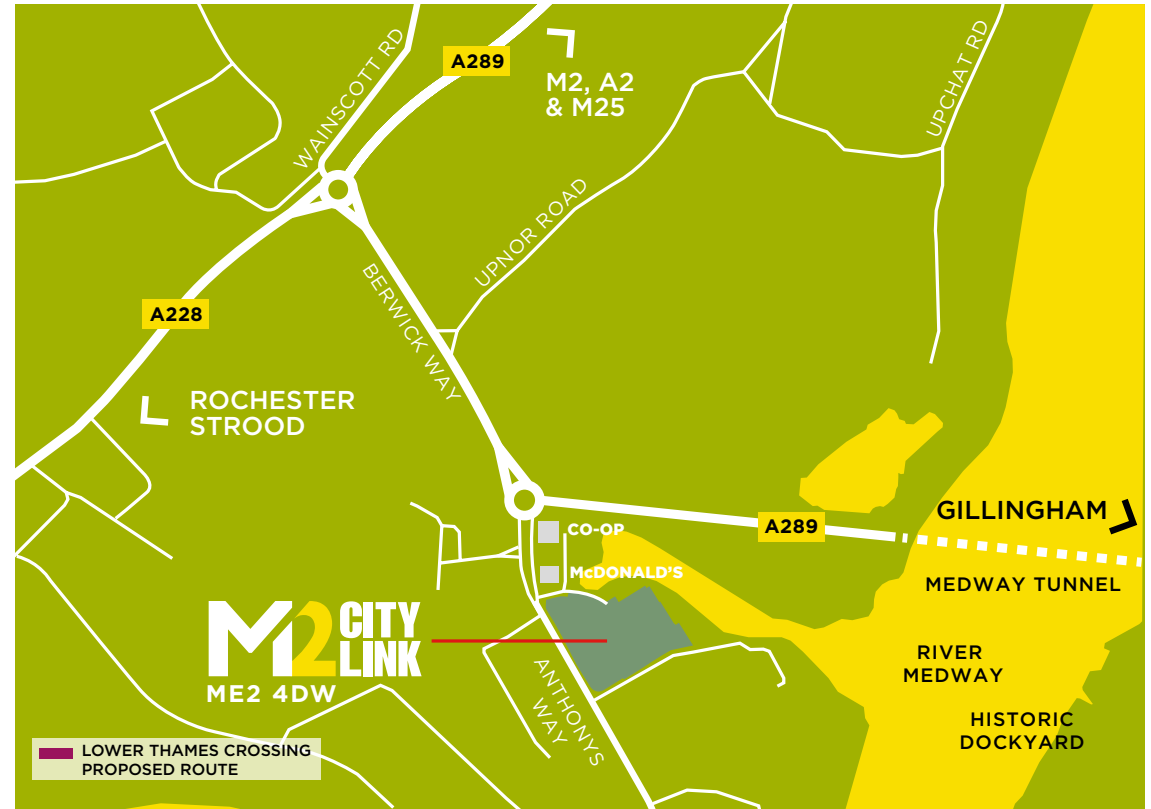 WAINSCOTT RD
A289
M2, A2
& M25
UPCHAT RD
UPNOR ROAD
BERWICK WAY
A228
ROCHESTER
STROOD
GILLINGHAM
A289
CO-OP
McDONALD'S
MEDWAY TUNNEL
M2 CITY
LINK
ME2 4DW
RIVER
MEDWAY
ANTHONYS
WAY
HISTORIC
DOCKYARD
LOWER THAMES CROSSING
PROPOSED ROUTE